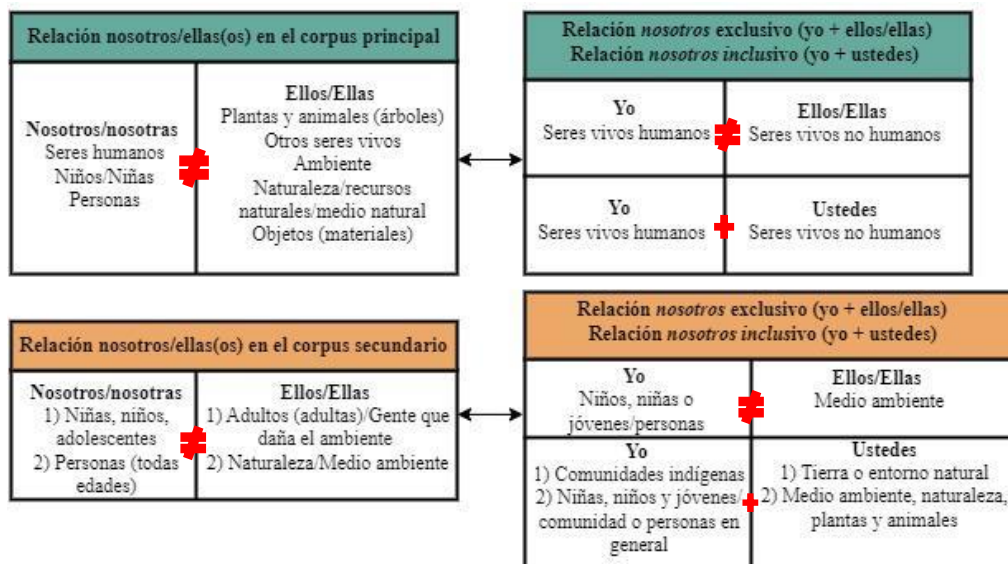 Relación nosotros/ellas(os) en el corpus principal
Nosotros/nosotras
Seres humanos
Niños/Niñas
Personas
≠
Ellos/Ellas
Plantas y animales (árboles)
Otros seres vivos
Ambiente
Naturaleza/recursos
naturales/medio natural
Objetos (materiales)
Relación nosotros exclusivo (yo + ellos/ellas)
Relación nosotros inclusivo (yo + ustedes)
Yo
Seres vivos humanos
≠
Ellos/Ellas
Seres vivos no humanos
Yo
Seres vivos humanos
+
Ustedes
Seres vivos no humanos
Relación nosotros/ellas(os) en el corpus secundario
Nosotros/nosotras
1) Niñas, niños,
adolescentes
2) Personas (todas
edades)
≠
Ellos/Ellas
1) Adultos (adultas)/Gente que
daña el ambiente
2) Naturaleza/Medio ambiente
Relación nosotros exclusivo (yo + ellos/ellas)
Relación nosotros inclusivo (yo + ustedes)
Yo
Niños, niñas o
jóvenes/personas
≠
Ellos/Ellas
Medio ambiente
Yo
1) Comunidades indígenas
2) Niñas, niños y jóvenes/
comunidad o personas en
general
+
Ustedes
1) Tierra o entorno natural
2) Medio ambiente, naturaleza,
plantas y animales